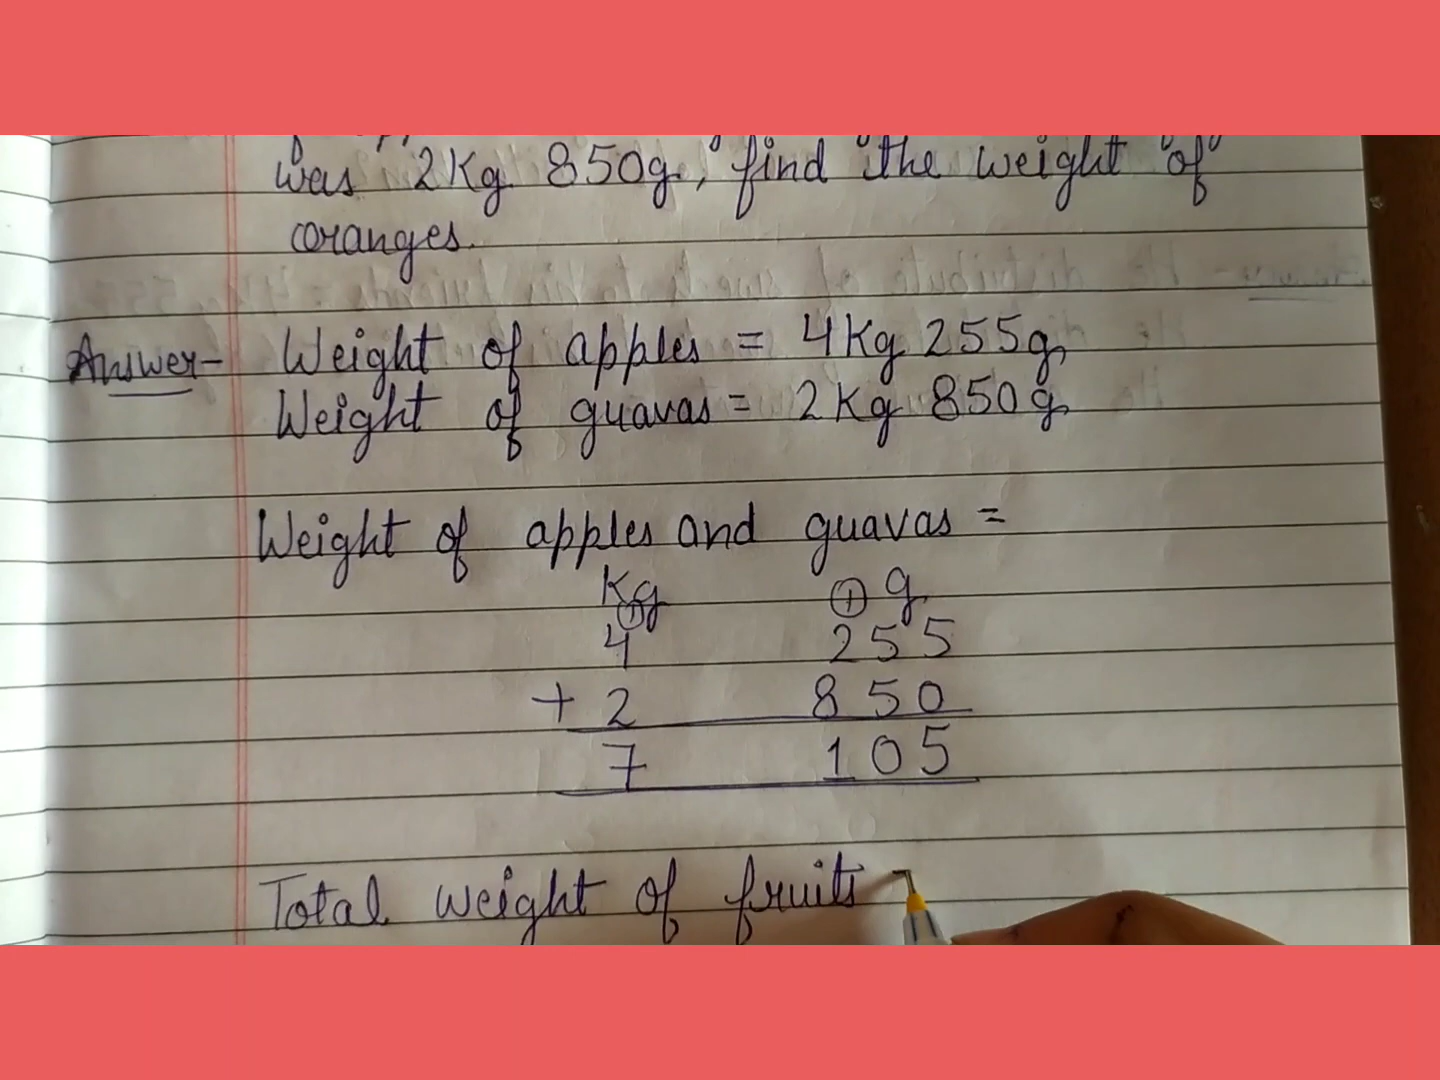 was 2Kg 850g, find the weight of
oranges.
Answer- Weight of apples = 4Kg 255g,
Weight of guavas = 2Kg 850g,
Weight of apples and guavas =
Kg 1 g
1
4 255
+ 2 850
7 105
Total weight of fruits